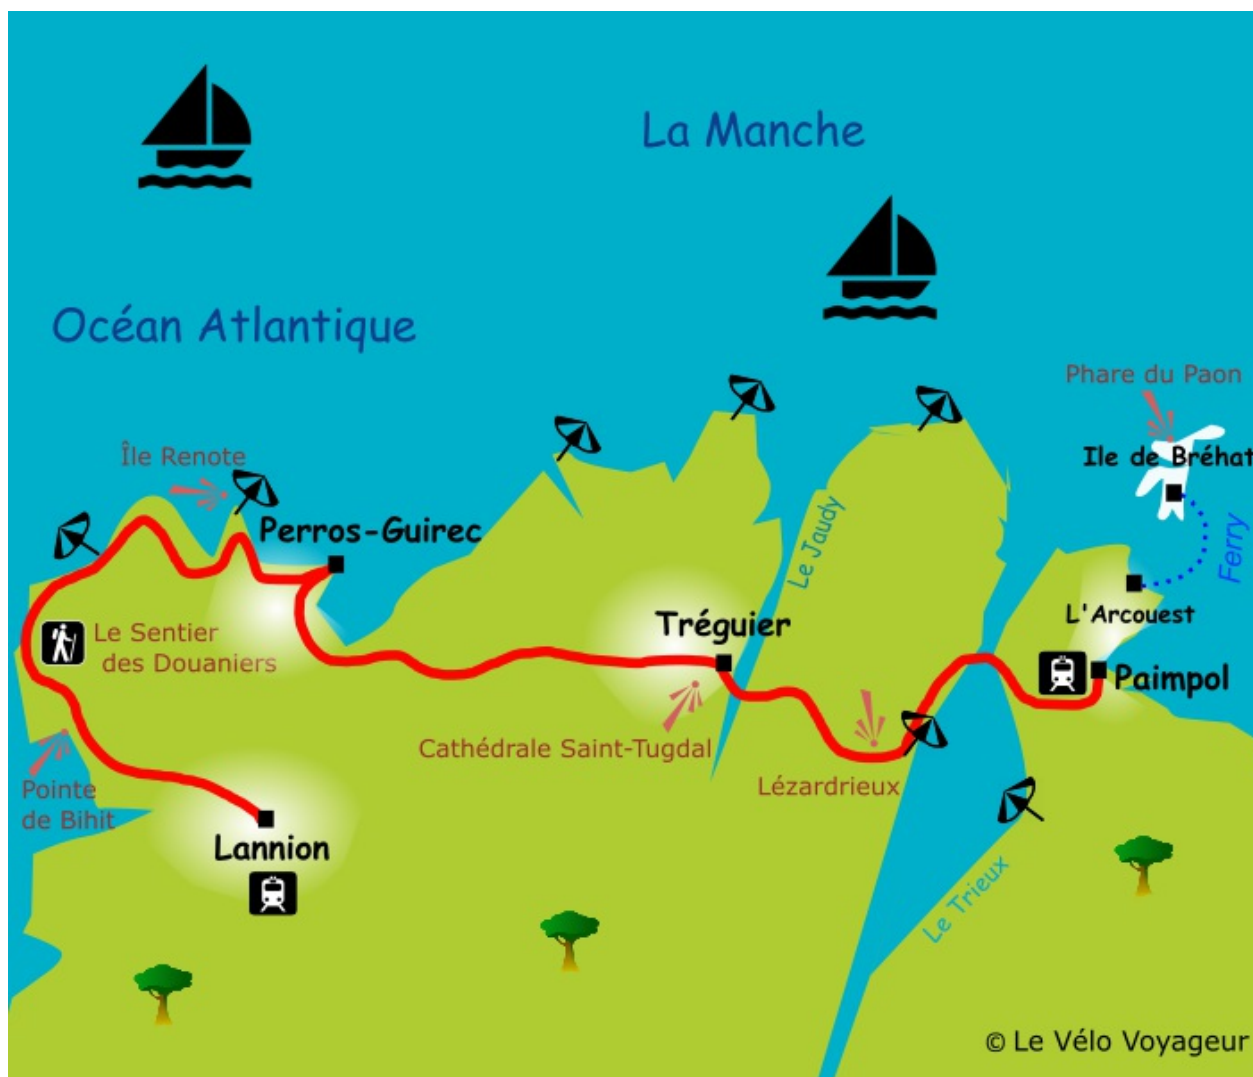 La Manche
Océan Atlantique
Phare du Paon
Île Renote
Ile de Bréhat
Perros-Guirec
Le Jaudy
Ferry
L'Arcouest
Tréguier
Le Sentier
des Douaniers
Paimpol
Cathédrale Saint-Tugdal
Lézardrieux
Pointe
de Bihit
Lannion
Le Trieux
© Le Vélo Voyageur